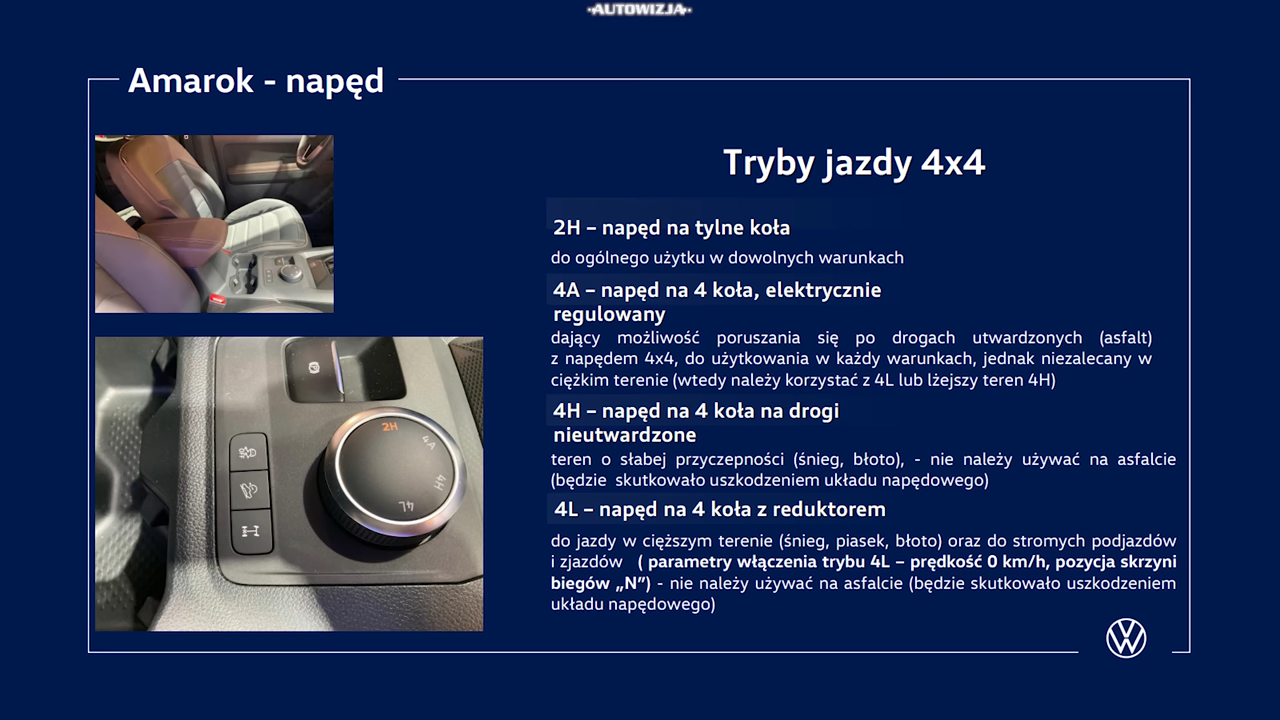 ·AUTOWIZJA·
Amarok - napęd
Tryby jazdy 4x4
2H – napęd na tylne koła
do ogólnego użytku w dowolnych warunkach
4A – napęd na 4 koła, elektrycznie
regulowany
dający możliwość poruszania się po drogach utwardzonych (asfalt)
z napędem 4x4, do użytkowania w każdy warunkach, jednak niezalecany w
ciężkim terenie (wtedy należy korzystać z 4L lub lżejszy teren 4H)
4H – napęd na 4 koła na drogi
nieutwardzone
teren o słabej przyczepności (śnieg, błoto), - nie należy używać na asfalcie
(będzie skutkowało uszkodzeniem układu napędowego)
4L – napęd na 4 koła z reduktorem
do jazdy w cięższym terenie (śnieg, piasek, błoto) oraz do stromych podjazdów
i zjazdów ( parametry włączenia trybu 4L – prędkość 0 km/h, pozycja skrzyni
biegów „N”) - nie należy używać na asfalcie (będzie skutkowało uszkodzeniem
układu napędowego)
2H
4A
4H
4L